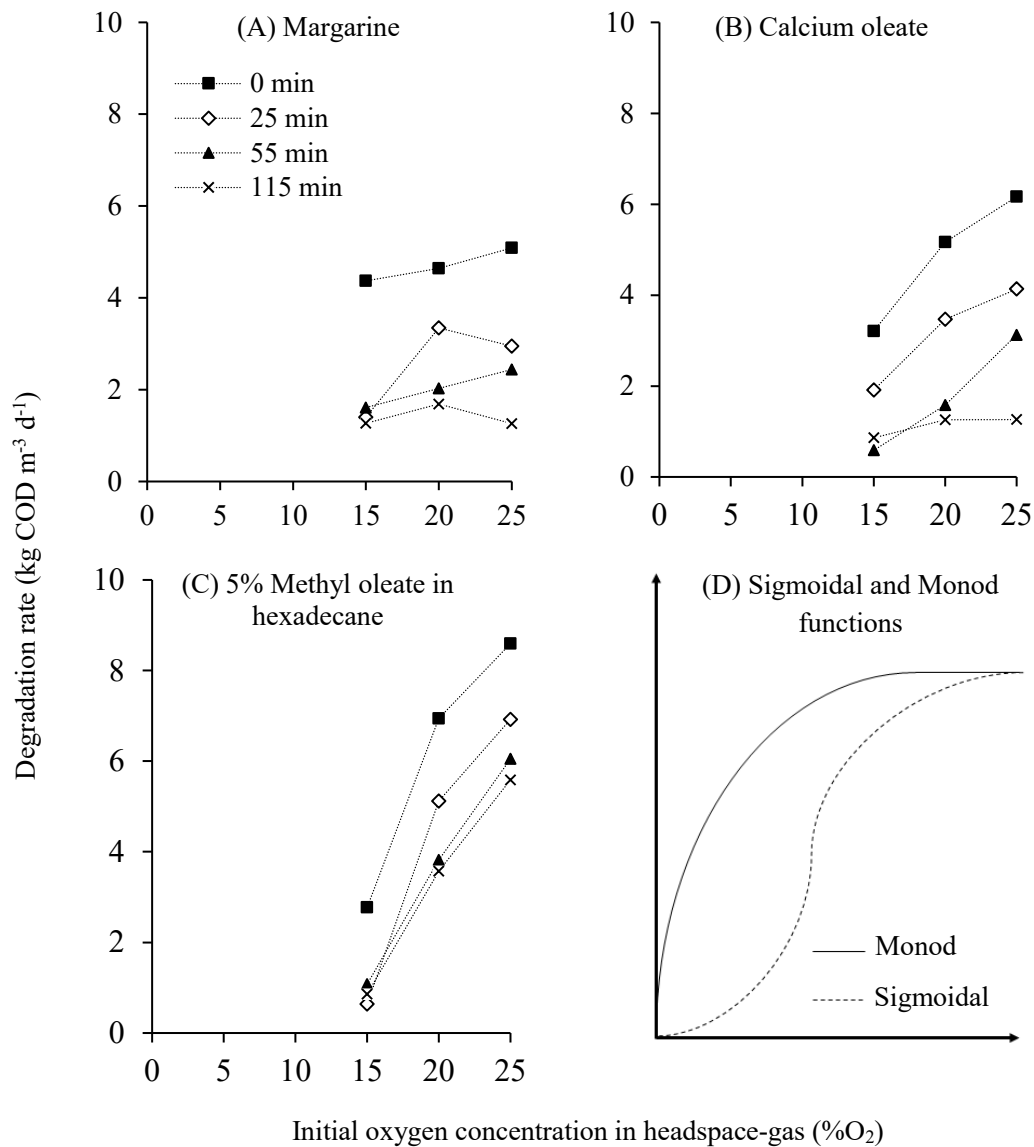 (A) Margarine
10
8
6
4
2
0
0 min
25 min
55 min
115 min
0 5 10 15 20 25
(B) Calcium oleate
10
8
6
4
2
0
0 5 10 15 20 25
Degradation rate (kg COD m-3 d-1)
(C) 5% Methyl oleate in
hexadecane
10
8
6
4
2
0
0 5 10 15 20 25
(D) Sigmoidal and Monod
functions
Monod
Sigmoidal
Initial oxygen concentration in headspace-gas (%O2)